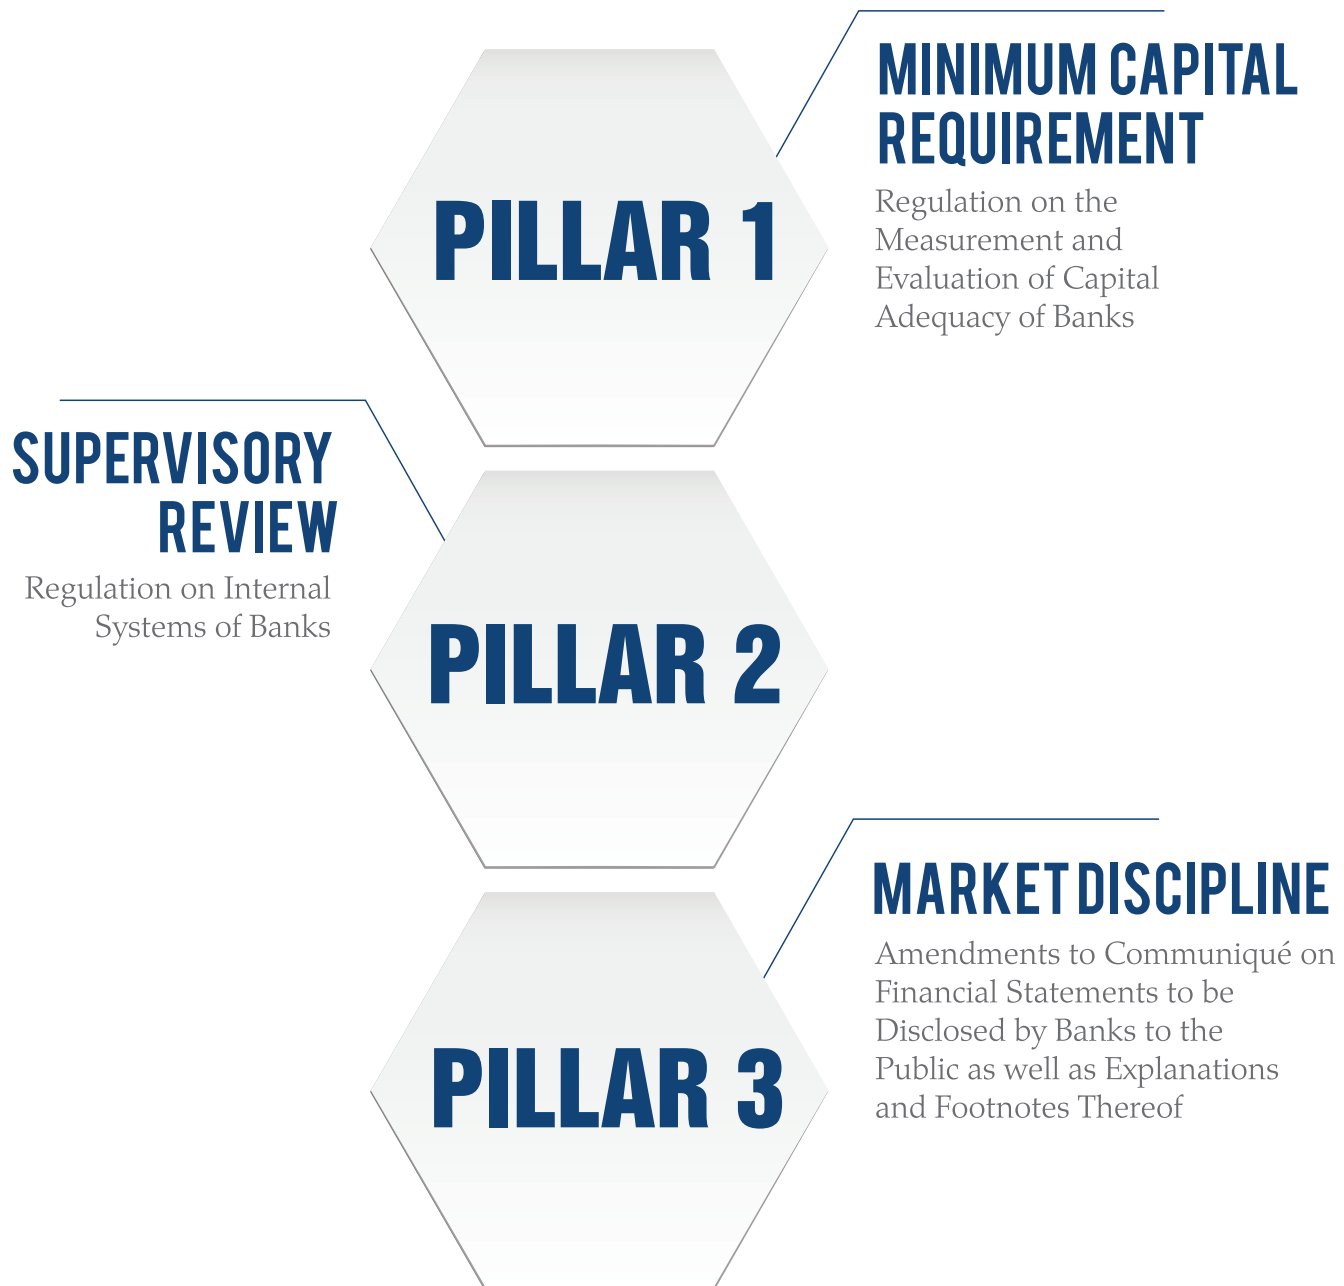 PILLAR 1
MINIMUM CAPITAL
REQUIREMENT
Regulation on the
Measurement and
Evaluation of Capital
Adequacy of Banks
SUPERVISORY
REVIEW
Regulation on Internal
Systems of Banks
PILLAR 2
PILLAR 3
MARKET DISCIPLINE
Amendments to Communiqué on
Financial Statements to be
Disclosed by Banks to the
Public as well as Explanations
and Footnotes Thereof